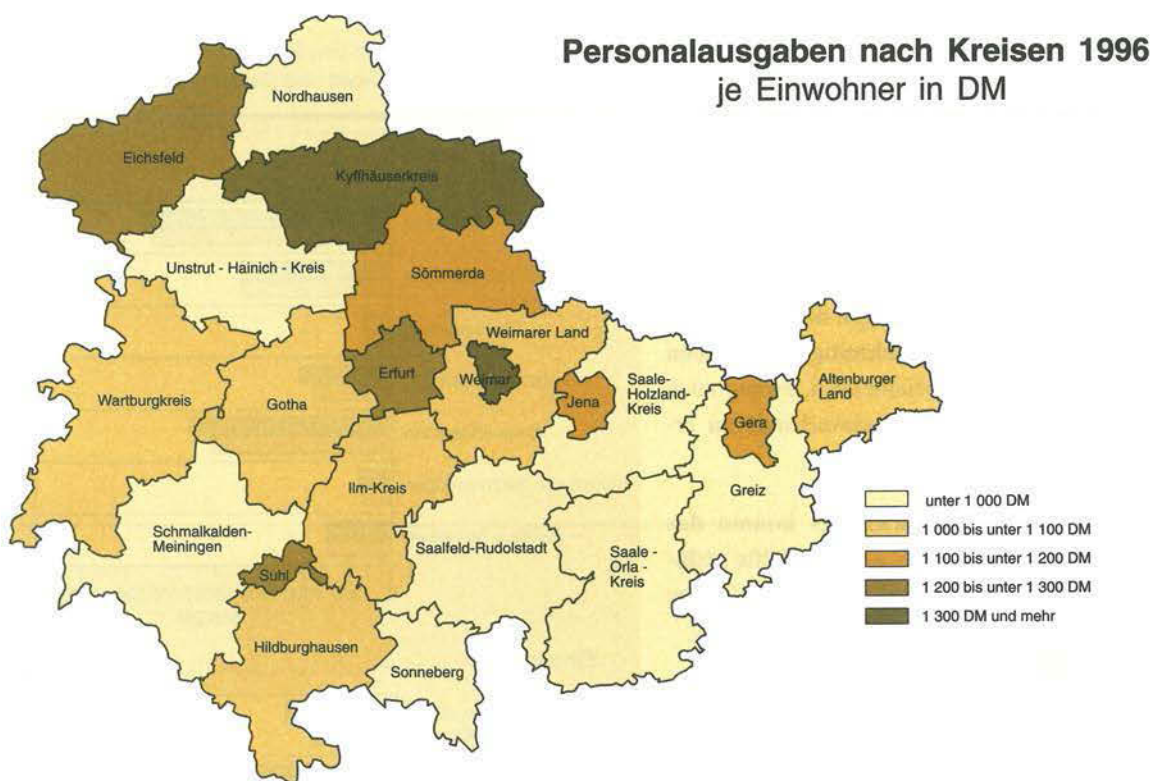 Personalausgaben nach Kreisen 1996
je Einwohner in DM
Nordhausen
Eichsfeld
Kyffhäuserkreis
Unstrut - Hainich - Kreis
Sömmerda
Weimarer Land
Wartburgkreis
Gotha
Erfurt
Weimar
Jena
Saale-
Holzland-
Kreis
Gera
Altenburger
Land
Ilm-Kreis
Greiz
Schmalkalden-
Meiningen
Suhl
Saalfeld-Rudolstadt
Saale -
Orla -
Kreis
Hildburghausen
Sonneberg
unter 1 000 DM
1 000 bis unter 1 100 DM
1 100 bis unter 1 200 DM
1 200 bis unter 1 300 DM
1 300 DM und mehr